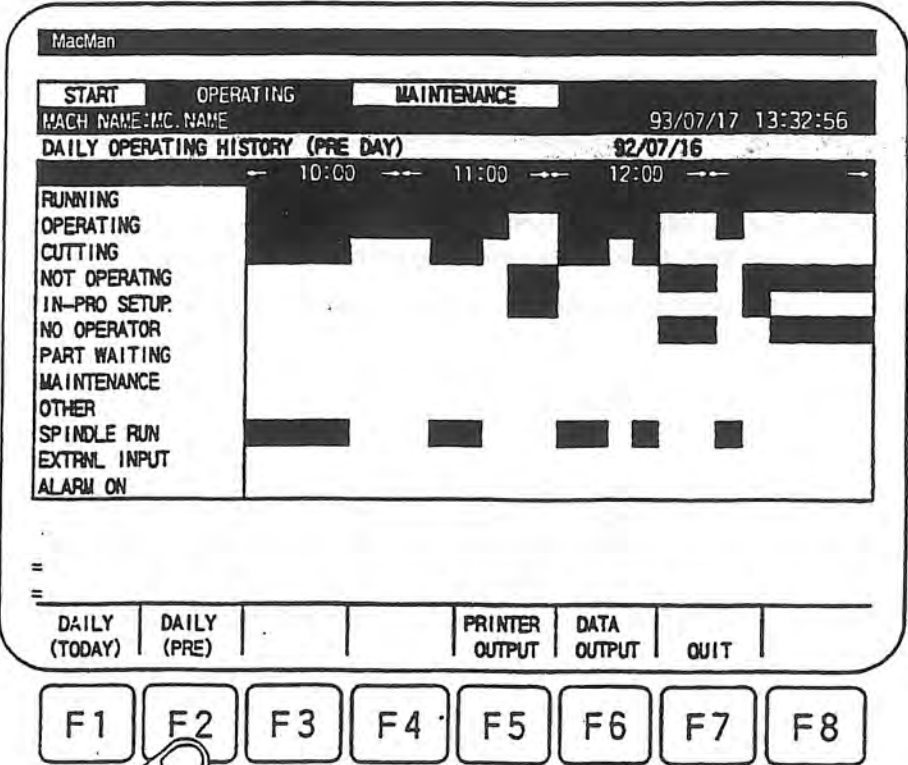 MacMan
START OPERATING MAINTENANCE
MACH NAME:MC.NAME 93/07/17 13:32:56
DAILY OPERATING HISTORY (PRE DAY) 92/07/16
← 10:00 →← 11:00 →← 12:00 →← →
RUNNING
OPERATING
CUTTING
NOT OPERATNG
IN-PRO SETUP.
NO OPERATOR
PART WAITING
MAINTENANCE
OTHER
SPINDLE RUN
EXTRNL INPUT
ALARM ON
=
=
DAILY (TODAY) DAILY (PRE) PRINTER OUTPUT DATA OUTPUT QUIT
F1 F2 F3 F4 F5 F6 F7 F8